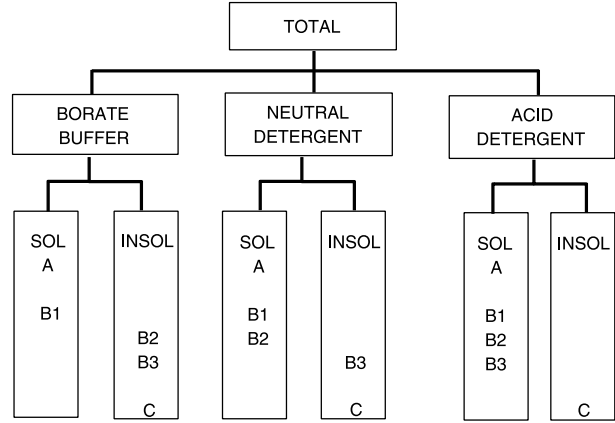 TOTAL
BORATE
BUFFER
NEUTRAL
DETERGENT
ACID
DETERGENT
SOL
A
B1
INSOL
B2
B3
C
SOL
A
B1
B2
INSOL
B3
C
SOL
A
B1
B2
B3
INSOL
C